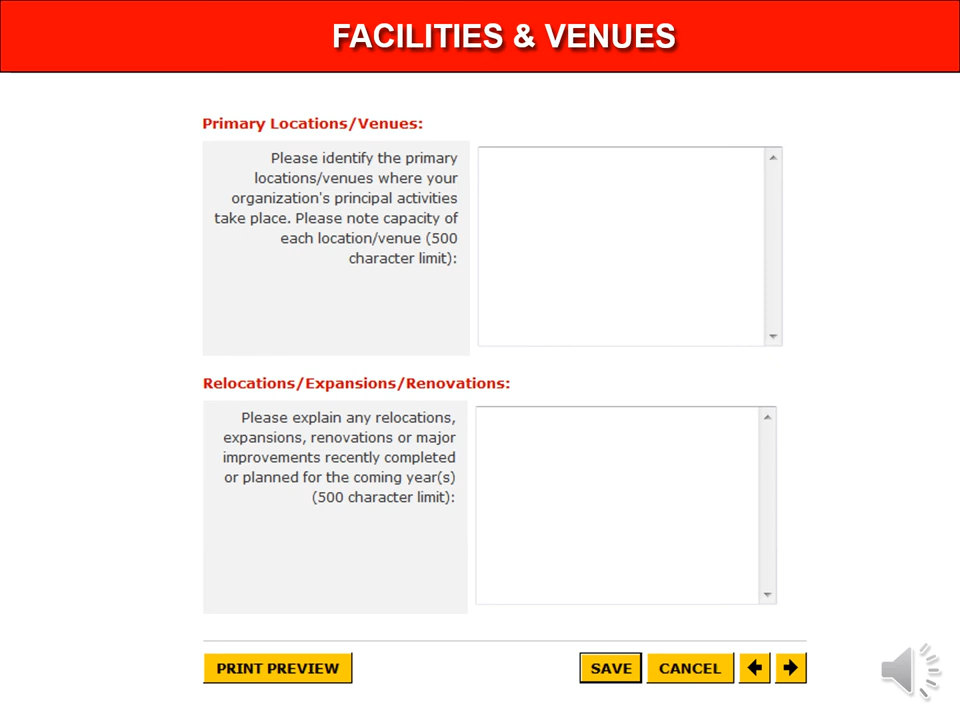 FACILITIES & VENUES
Primary Locations/Venues:
Please identify the primary
locations/venues where your
organization's principal activities
take place. Please note capacity of
each location/venue (500
character limit):
Relocations/Expansions/Renovations:
Please explain any relocations,
expansions, renovations or major
improvements recently completed
or planned for the coming year(s)
(500 character limit):
PRINT PREVIEW SAVE CANCEL